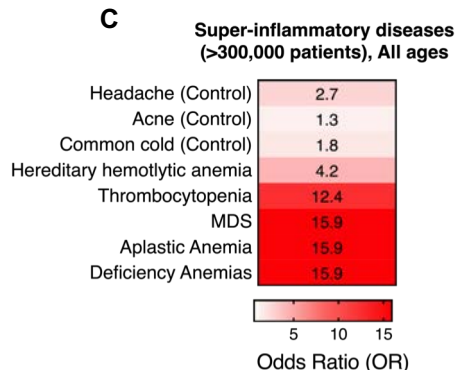 C
Super-inflammatory diseases
(>300,000 patients), All ages
Headache (Control) 2.7
Acne (Control) 1.3
Common cold (Control) 1.8
Hereditary hemotlytic anemia 4.2
Thrombocytopenia 12.4
MDS 15.9
Aplastic Anemia 15.9
Deficiency Anemias 15.9
5 10 15
Odds Ratio (OR)